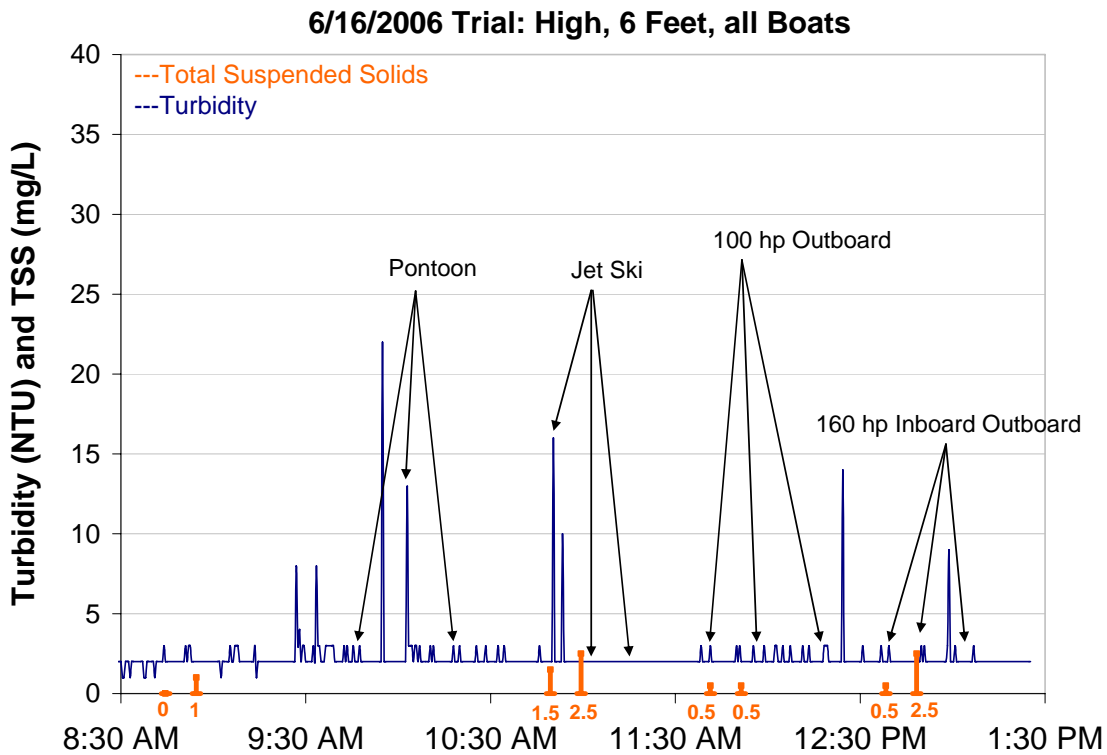 6/16/2006 Trial: High, 6 Feet, all Boats
40
---Total Suspended Solids
---Turbidity
35
30
25
20
15
10
5
0
Turbidity (NTU) and TSS (mg/L)
Pontoon
Jet Ski
100 hp Outboard
160 hp Inboard Outboard
0 1 1.5 2.5 0.5 0.5 0.5 2.5
8:30 AM 9:30 AM 10:30 AM 11:30 AM 12:30 PM 1:30 PM